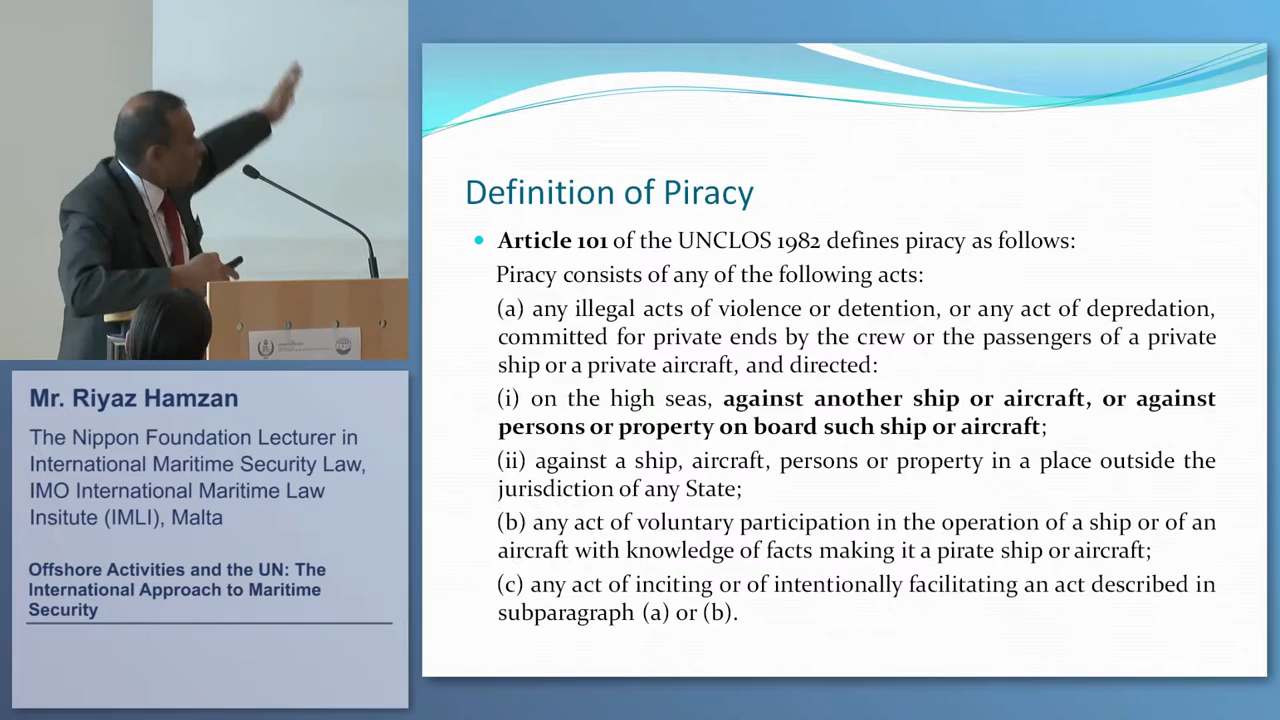 Definition of Piracy
Article 101 of the UNCLOS 1982 defines piracy as follows:
Piracy consists of any of the following acts:
(a) any illegal acts of violence or detention, or any act of depredation,
committed for private ends by the crew or the passengers of a private
ship or a private aircraft, and directed:
(i) on the high seas, against another ship or aircraft, or against
persons or property on board such ship or aircraft;
(ii) against a ship, aircraft, persons or property in a place outside the
jurisdiction of any State;
(b) any act of voluntary participation in the operation of a ship or of an
aircraft with knowledge of facts making it a pirate ship or aircraft;
(c) any act of inciting or of intentionally facilitating an act described in
subparagraph (a) or (b).
Mr. Riyaz Hamzan
The Nippon Foundation Lecturer in
International Maritime Security Law,
IMO International Maritime Law
Insitute (IMLI), Malta
Offshore Activities and the UN: The
International Approach to Maritime
Security